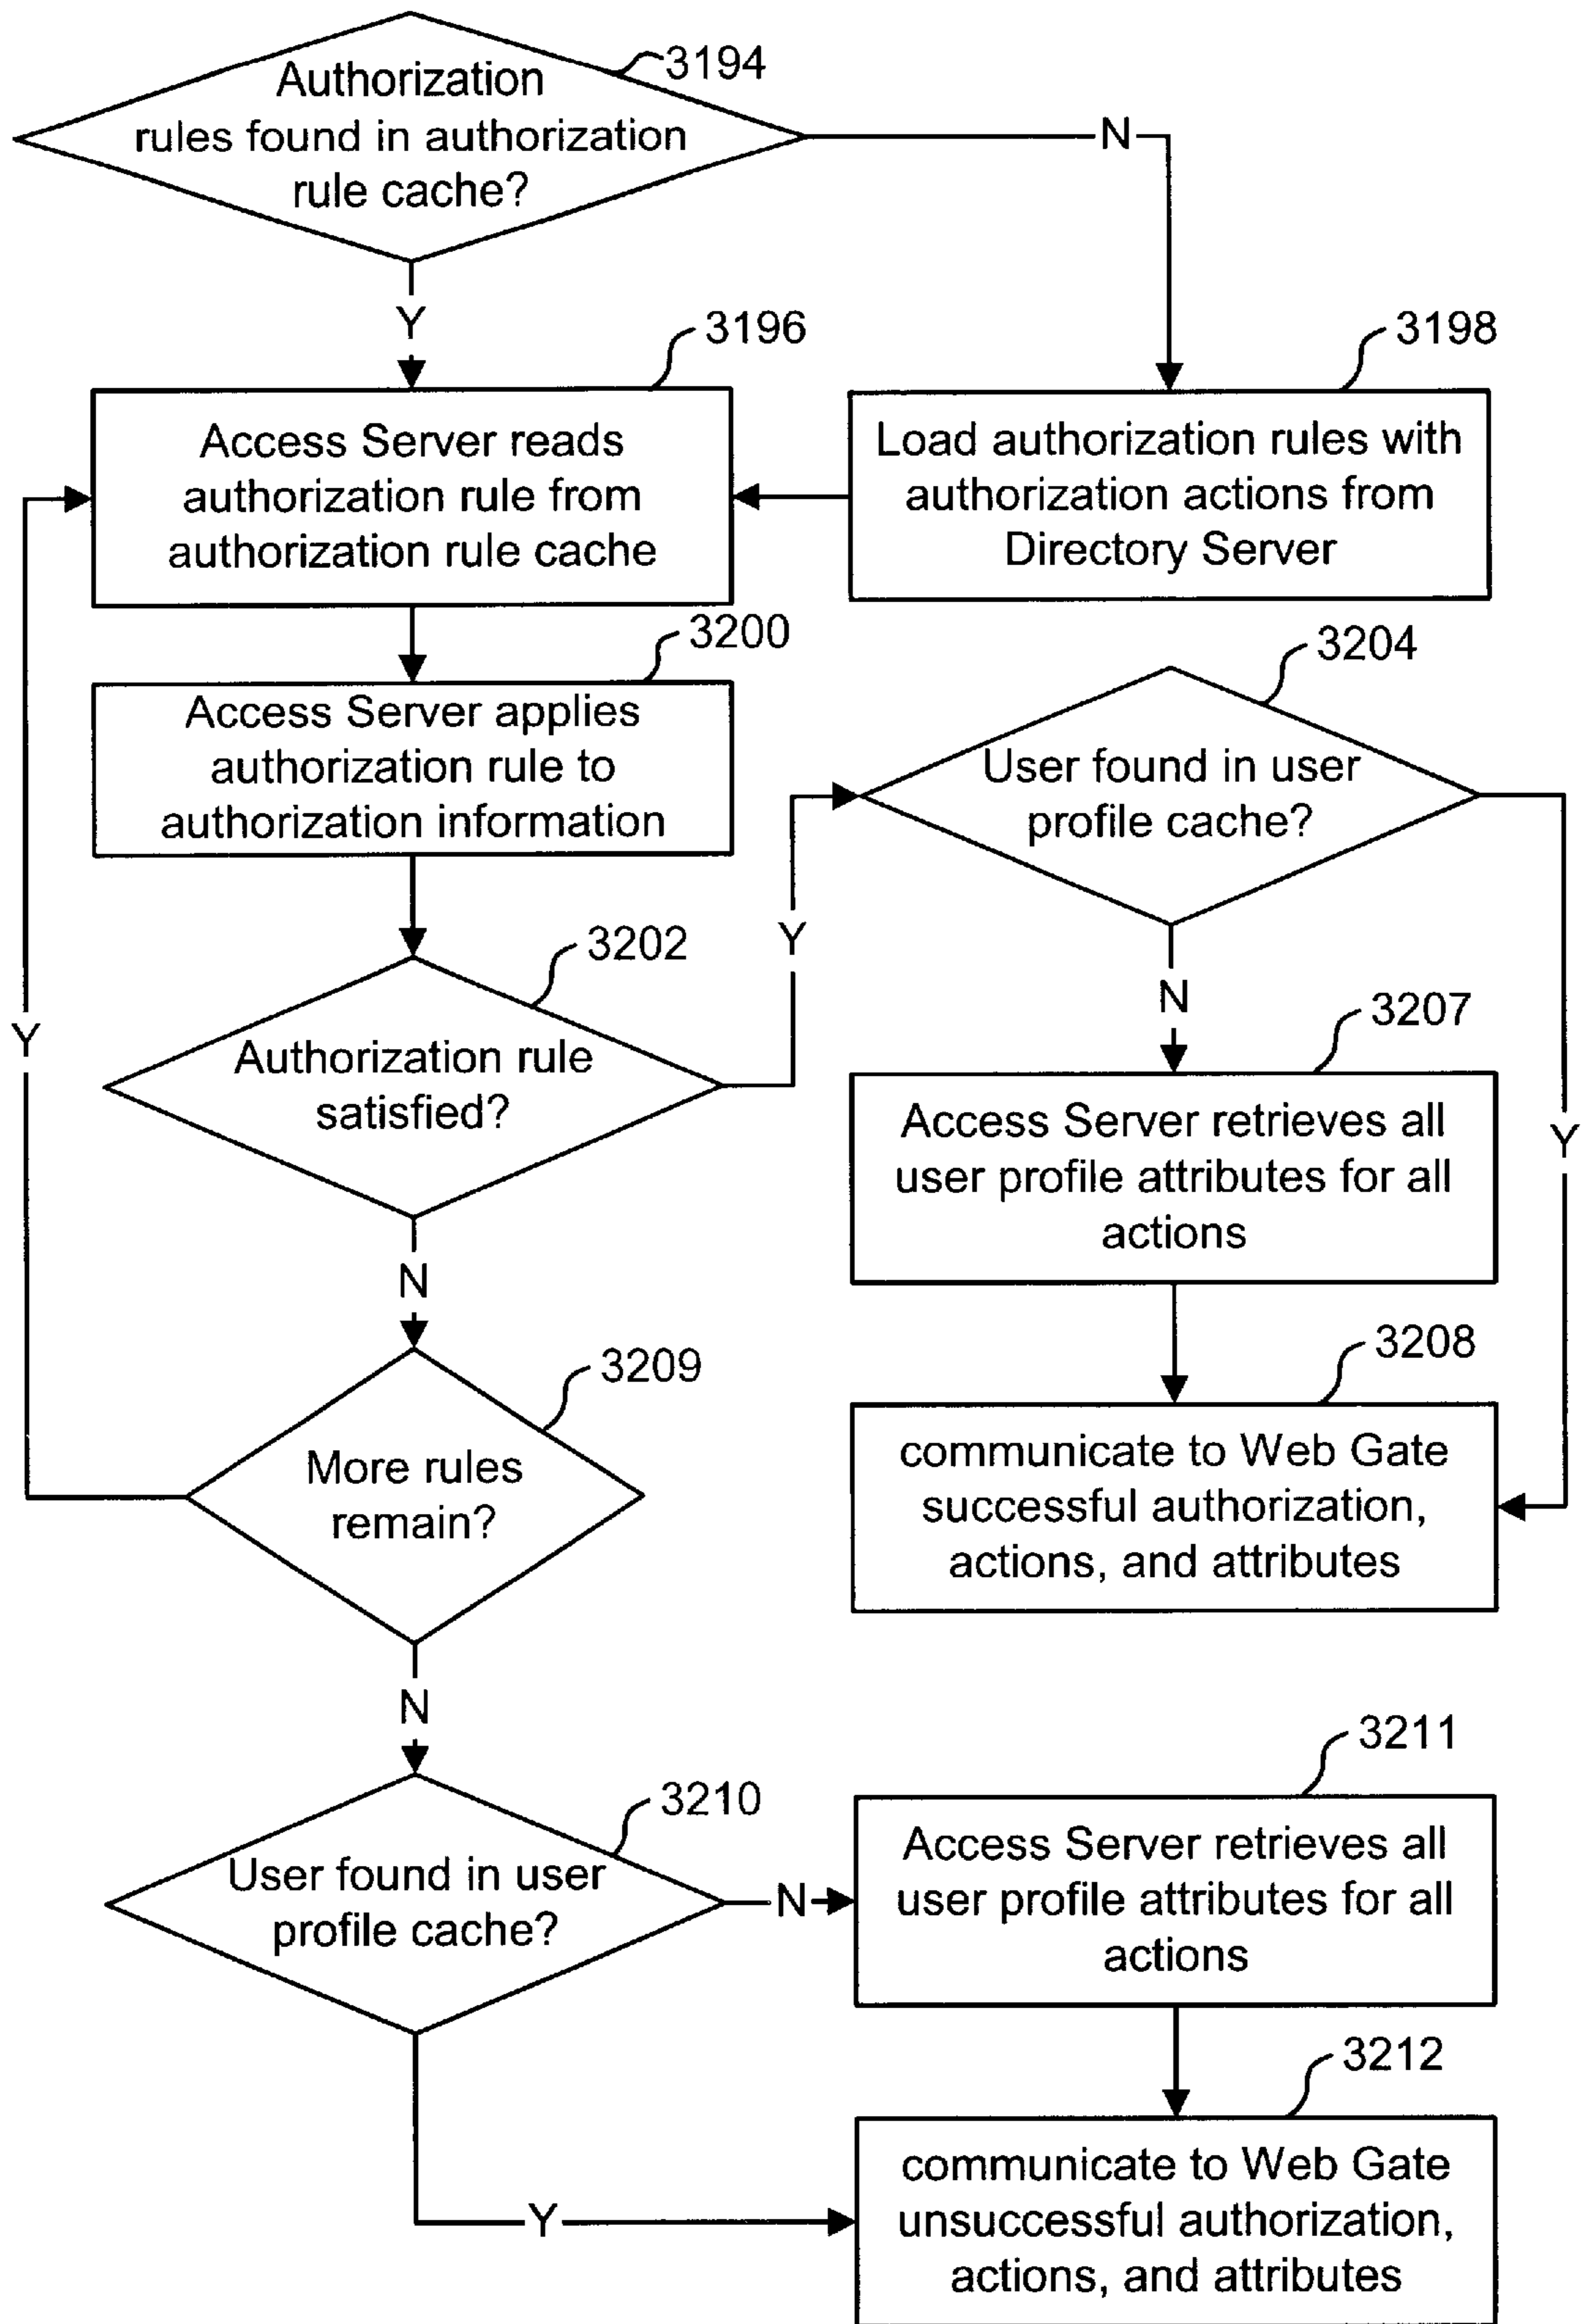 Authorization
rules found in authorization
rule cache?
3194
N
Y
3196
Access Server reads
authorization rule from
authorization rule cache
3198
Load authorization rules with
authorization actions from
Directory Server
3200
Access Server applies
authorization rule to
authorization information
3204
User found in user
profile cache?
Y
3202
Authorization rule
satisfied?
Y
N
3207
Access Server retrieves all
user profile attributes for all
actions
Y
N
3208
communicate to Web Gate
successful authorization,
actions, and attributes
3209
More rules
remain?
N
3210
User found in user
profile cache?
N
3211
Access Server retrieves all
user profile attributes for all
actions
Y
3212
communicate to Web Gate
unsuccessful authorization,
actions, and attributes